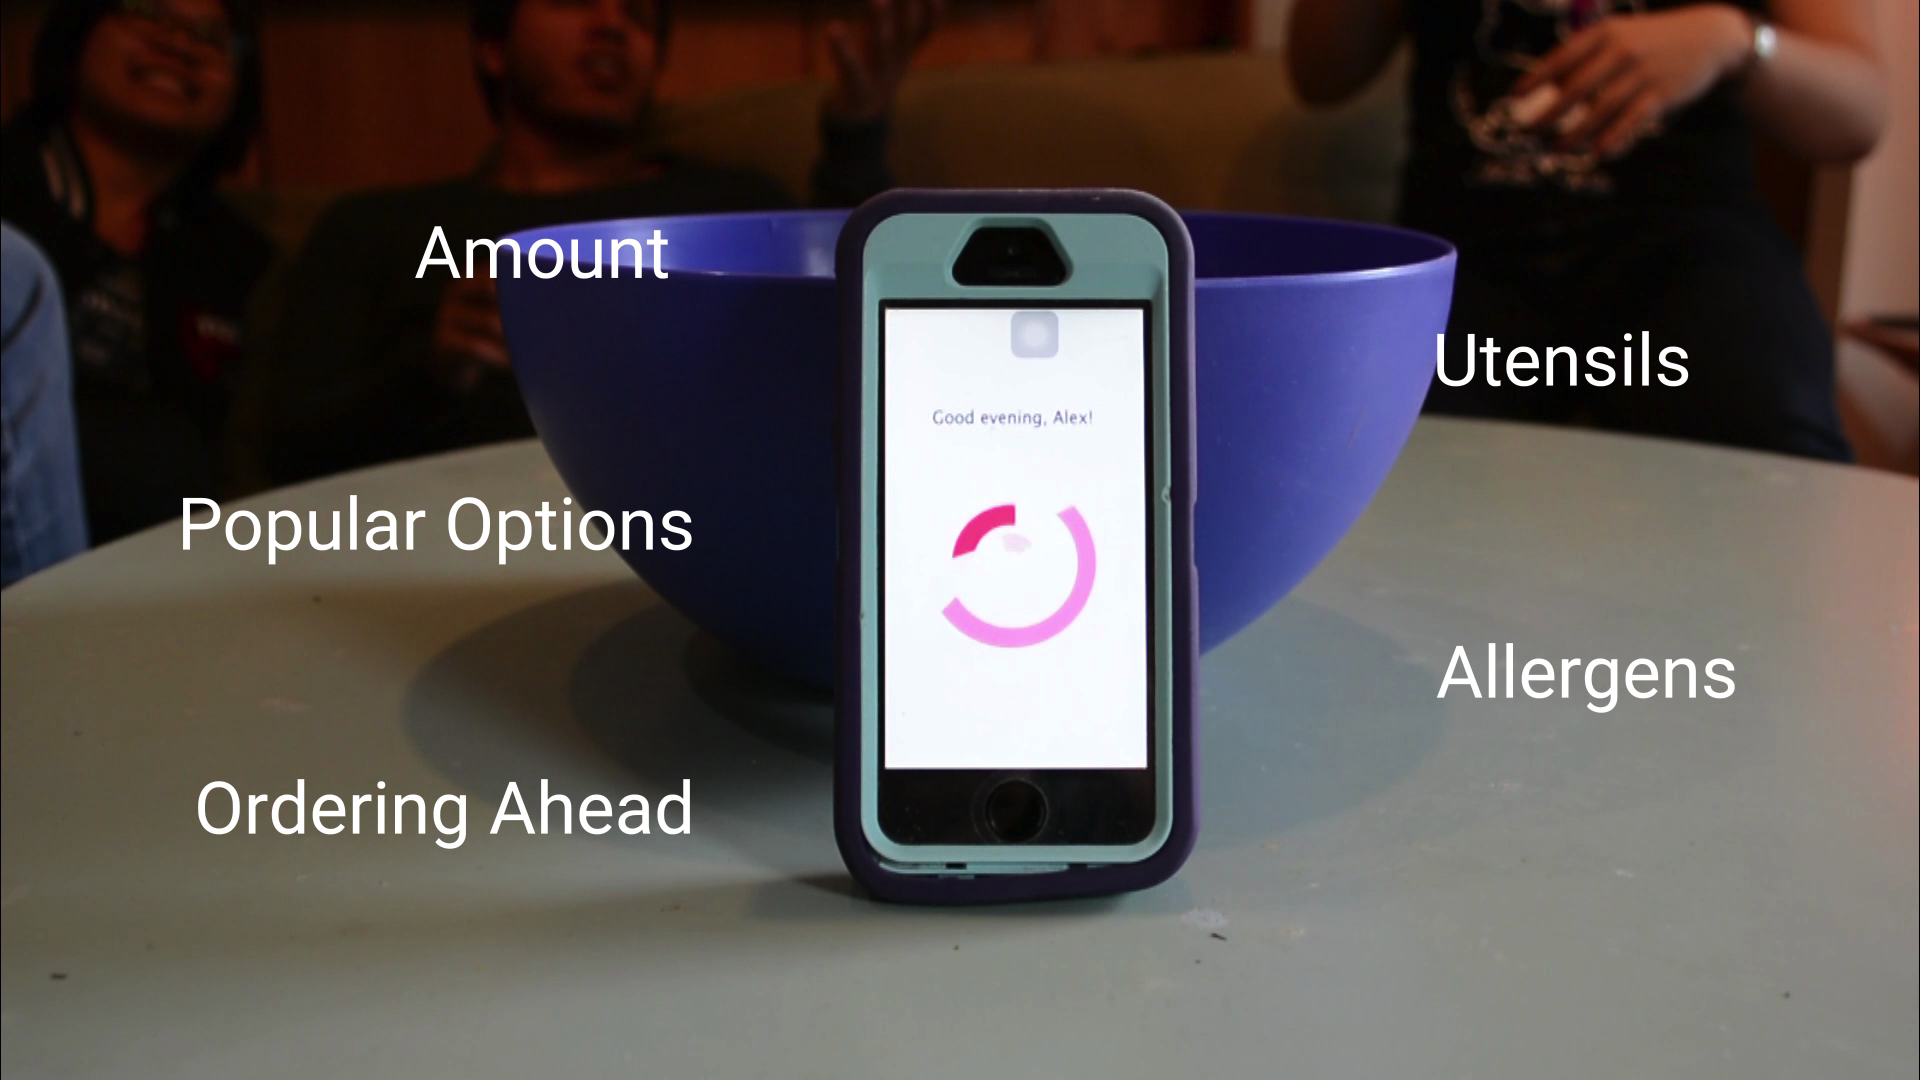 Amount
Utensils
Good evening, Alex!
Popular Options
Allergens
Ordering Ahead